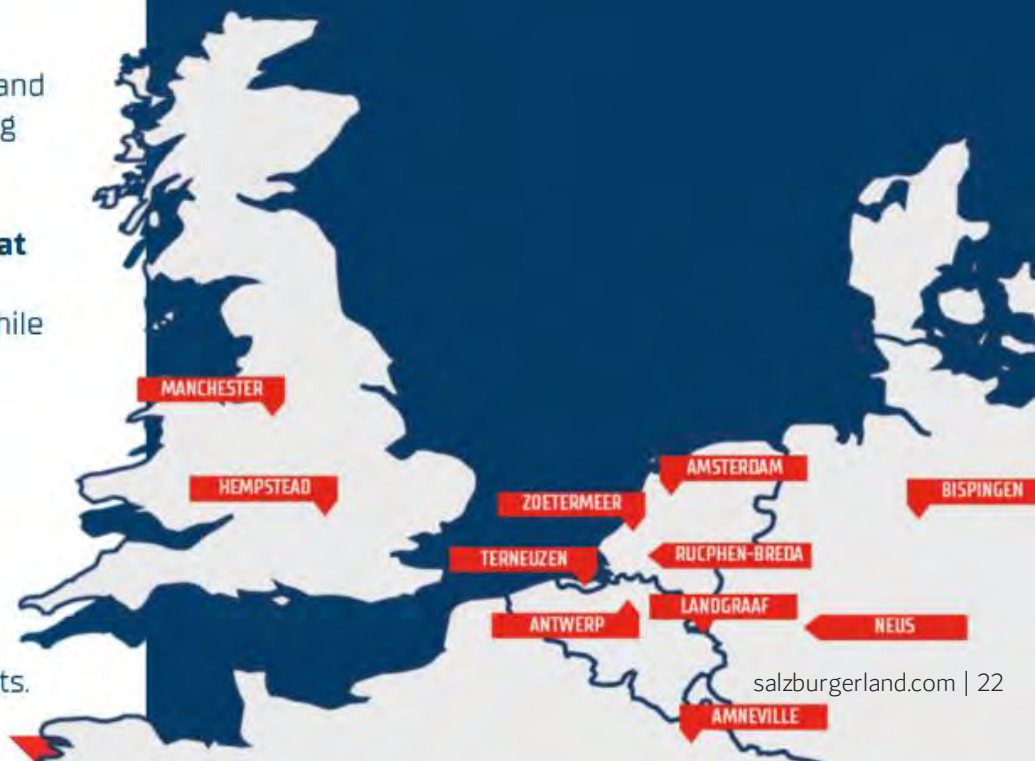 and
g
at
hile
MANCHESTER
HEMPSTEAD
AMSTERDAM
ZOETERMEER
BISPINGEN
TERNEUZEN
RUCPHEN-BREDA
LANDGRAAF
ANTWERP
NEUS
ts.
salzburgerland.com | 22
AMNEVILLE